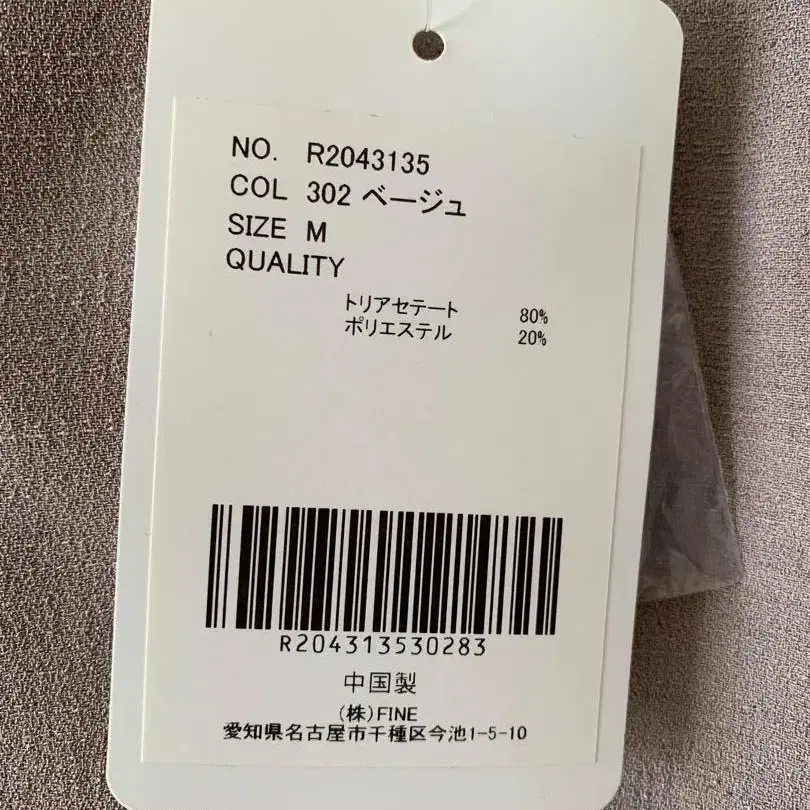 NO. R2043135
COL 302 ベージュ
SIZE M
QUALITY
トリアセテート 80%
ポリエステル 20%
R204313530283
中国製
(株)FINE
愛知県名古屋市千種区今池1-5-10